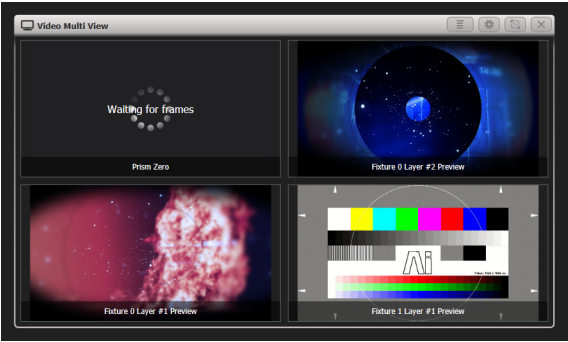 Video Multi View
Waiting for frames
Prism Zero
Fixture 0 Layer #2 Preview
Fixture 0 Layer #1 Preview
Ai
Fixture 1 Layer #1 Preview